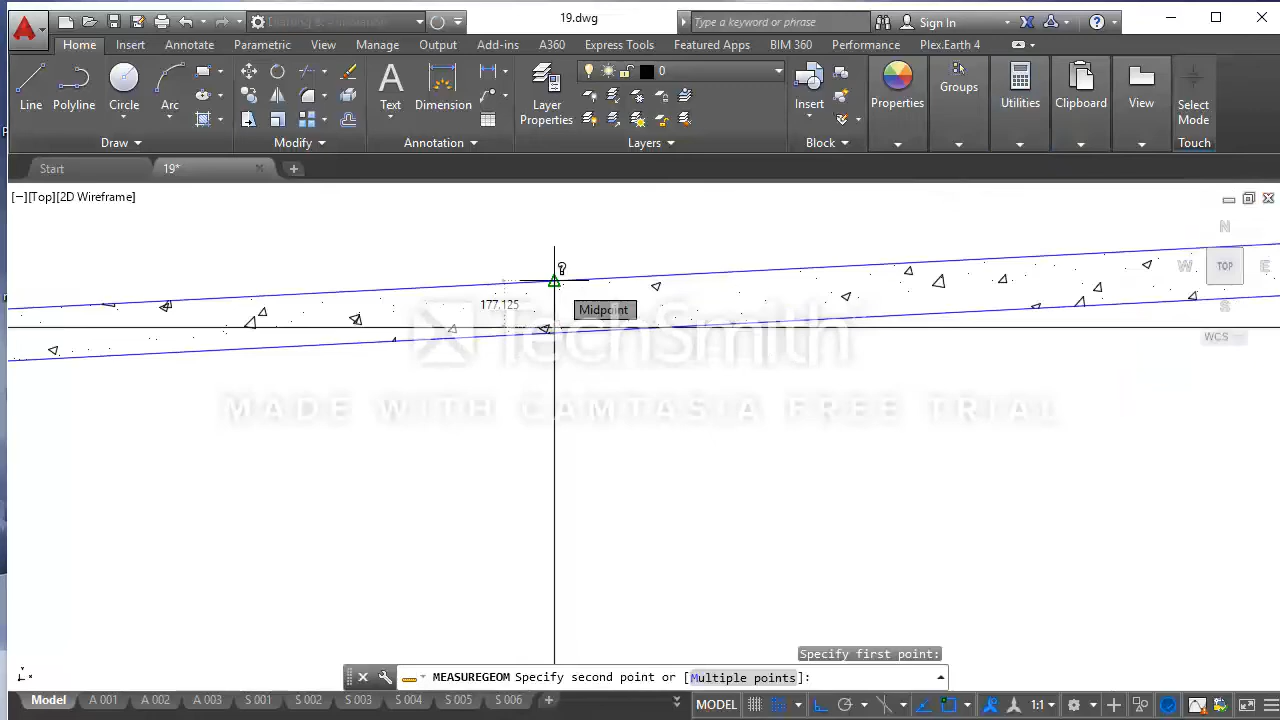 19.dwg
Type a keyword or phrase
Sign In
Home Insert Annotate Parametric View Manage Output Add-ins A360 Express Tools Featured Apps BIM 360 Performance Plex.Earth 4
Line Polyline Circle Arc Text Dimension Layer Properties 0 Insert Properties Groups Utilities Clipboard View Select Mode
Draw Modify Annotation Layers Block Touch
Start 19*
[−][Top][2D Wireframe]
N
W TOP E
S
WCS
177.125
Midpoint
TechSmith
MADE WITH CAMTASIA FREE TRIAL
Specify first point:
MEASUREGEOM Specify second point or [Multiple points]:
Model A 001 A 002 A 003 S 001 S 002 S 003 S 004 S 005 S 006 MODEL 1:1